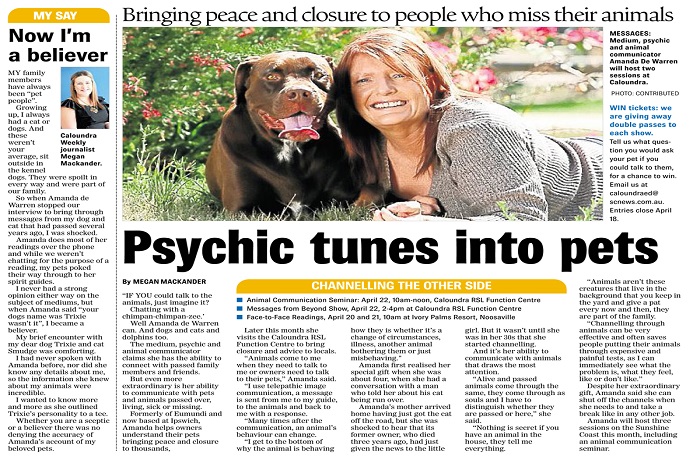 MY SAY
Now I'm
a believer
MY family
members
have always
been "pet
people".
Growing
up, I always
had a cat or
dogs. And
these
weren't
your
average, sit
outside in
the kennel
dogs. They were spoilt in
every way and were part of
our family.
So when Amanda de
Warren stopped our
interview to bring through
messages from my dog and
cat that had passed several
years ago, I was shocked.
Amanda does most of her
readings over the phone
and while we weren't
chatting for the purpose of a
reading, my pets poked
their way through to her
spirit guides.
I never had a strong
opinion either way on the
subject of mediums, but
when Amanda said "your
dogs name was Trixie
wasn't it", I became a
believer.
My brief encounter with
my dear dog Trixie and cat
Smudge was comforting.
I had never spoken with
Amanda before, nor did she
know any details about me,
so the information she knew
about my animals were
incredible.
I wanted to know more
and more as she outlined
Trixie's personality to a tee.
Whether you are a sceptic
or a believer there was no
denying the accuracy of
Amanda's account of my
beloved pets.
Caloundra
Weekly
journalist
Megan
Mackander.
Bringing peace and closure to people who miss their animals
MESSAGES:
Medium, psychic
and animal
communicator
Amanda De Warren
will host two
sessions at
Caloundra.
PHOTO: CONTRIBUTED
WIN tickets: we
are giving away
double passes to
each show.
Tell us what ques-
tion you would ask
your pet if you
could talk to them,
for a chance to win.
Email us at
caloundraed@
scnews.com.au.
Entries close April
18.
Psychic tunes into pets
By MEGAN MACKANDER
"IF YOU could talk to the
animals, just imagine it?
Chatting with a
chimpan-chimpan-zee.'
Well Amanda de Warren
can. And dogs and cats and
dolphins too.
The medium, psychic and
animal communicator
claims she has the ability to
connect with passed family
members and friends.
But even more
extraordinary is her ability
to communicate with pets
and animals passed over,
living, sick or missing.
Formerly of Eumundi and
now based at Ipswich,
Amanda helps owners
understand their pets
bringing peace and closure
to thousands,
CHANNELLING THE OTHER SIDE
■ Animal Communication Seminar: April 22, 10am-noon, Caloundra RSL Function Centre
■ Messages from Beyond Show, April 22, 2-4pm at Caloundra RSL Function Centre
■ Face-to-Face Readings, April 20 and 21, 10am at Ivory Palms Resort, Noosaville
Later this month she
visits the Caloundra RSL
Function Centre to bring
closure and advice to locals.
"Animals come to me
when they need to talk to
me or owners need to talk
to their pets," Amanda said.
"I use telepathic image
communication, a message
is sent from me to my guide,
to the animals and back to
me with a response.
"Many times after the
communication, an animal's
behaviour can change.
"I get to the bottom of
why the animal is behaving
how they is whether it's a
change of circumstances,
illness, another animal
bothering them or just
misbehaving."
Amanda first realised her
special gift when she was
about four, when she had a
conversation with a man
who told her about his cat
being run over.
Amanda's mother arrived
home having just got the cat
off the road, but she was
shocked to hear that its
former owner, who died
three years ago, had just
given the news to the little
girl. But it wasn't until she
was in her 30s that she
started channelling.
And it's her ability to
communicate with animals
that draws the most
attention.
"Alive and passed
animals come through the
same, they come through as
souls and I have to
distinguish whether they
are passed or here," she
said.
"Nothing is secret if you
have an animal in the
house, they tell me
everything.
"Animals aren't these
creatures that live in the
background that you keep in
the yard and give a pat
every now and then, they
are part of the family.
"Channelling through
animals can be very
effective and often saves
people putting their animals
through expensive and
painful tests, as I can
immediately see what the
problem is, what they feel,
like or don't like."
Despite her extraordinary
gift, Amanda said she can
shut off the channels when
she needs to and take a
break like in any other job.
Amanda will host three
sessions on the Sunshine
Coast this month, including
an animal communication
seminar.